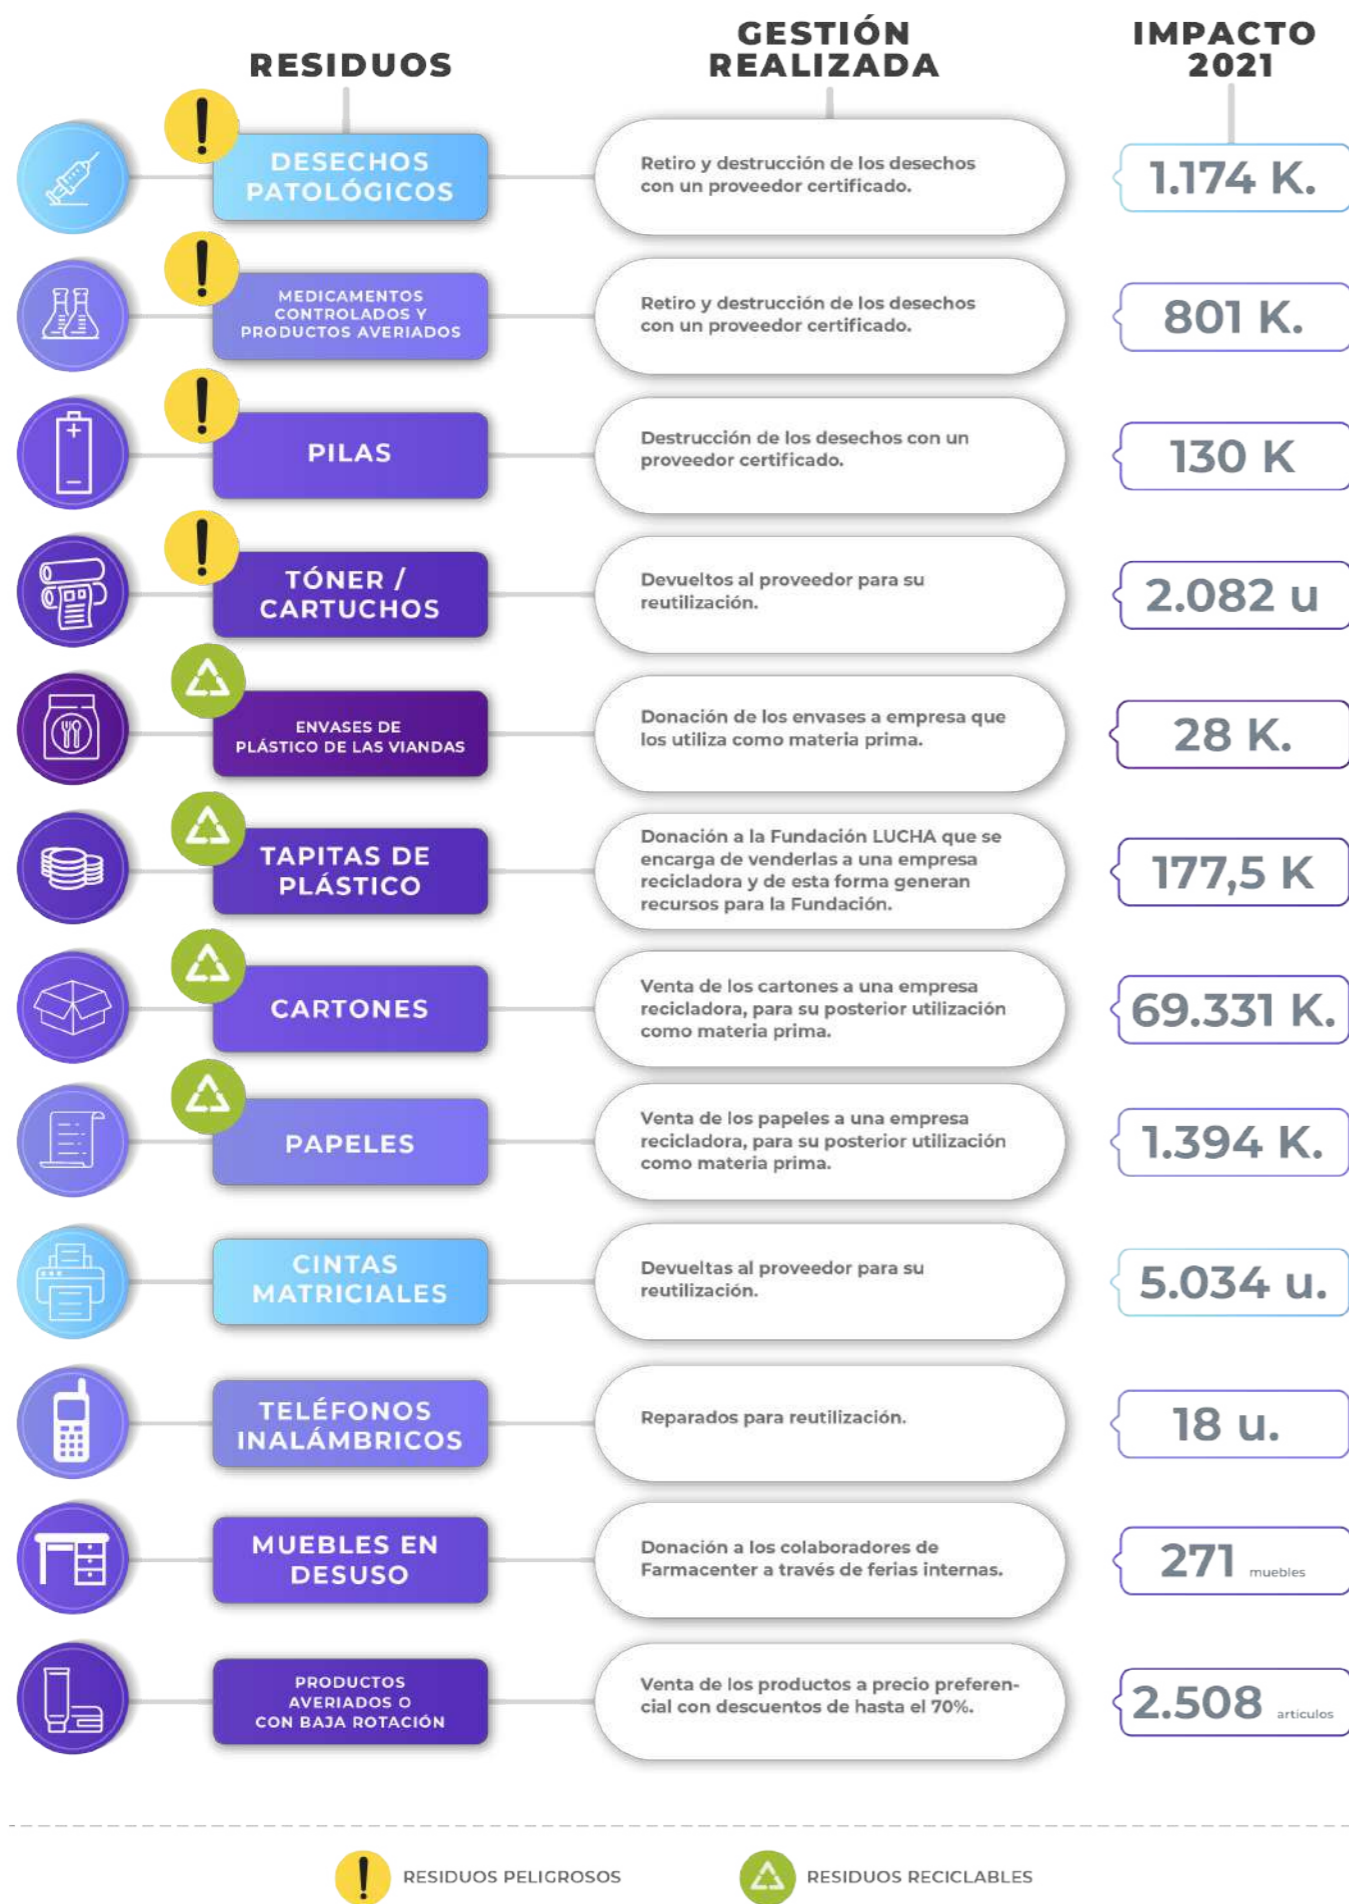 RESIDUOS
GESTIÓN
REALIZADA
IMPACTO
2021
DESECHOS
PATOLÓGICOS
Retiro y destrucción de los desechos
con un proveedor certificado.
1.174 K.
MEDICAMENTOS
CONTROLADOS Y
PRODUCTOS AVERIADOS
Retiro y destrucción de los desechos
con un proveedor certificado.
801 K.
PILAS
Destrucción de los desechos con un
proveedor certificado.
130 K
TÓNER /
CARTUCHOS
Devueltos al proveedor para su
reutilización.
2.082 u
ENVASES DE
PLÁSTICO DE LAS VIANDAS
Donación de los envases a empresa que
los utiliza como materia prima.
28 K.
TAPITAS DE
PLÁSTICO
Donación a la Fundación LUCHA que se
encarga de venderlas a una empresa
recicladora y de esta forma generan
recursos para la Fundación.
177,5 K
CARTONES
Venta de los cartones a una empresa
recicladora, para su posterior utilización
como materia prima.
69.331 K.
PAPELES
Venta de los papeles a una empresa
recicladora, para su posterior utilización
como materia prima.
1.394 K.
CINTAS
MATRICIALES
Devueltas al proveedor para su
reutilización.
5.034 u.
TELÉFONOS
INALÁMBRICOS
Reparados para reutilización.
18 u.
MUEBLES EN
DESUSO
Donación a los colaboradores de
Farmacenter a través de ferias internas.
271 muebles
PRODUCTOS
AVERIADOS O
CON BAJA ROTACIÓN
Venta de los productos a precio preferen-
cial con descuentos de hasta el 70%.
2.508 articulos
RESIDUOS PELIGROSOS
RESIDUOS RECICLABLES